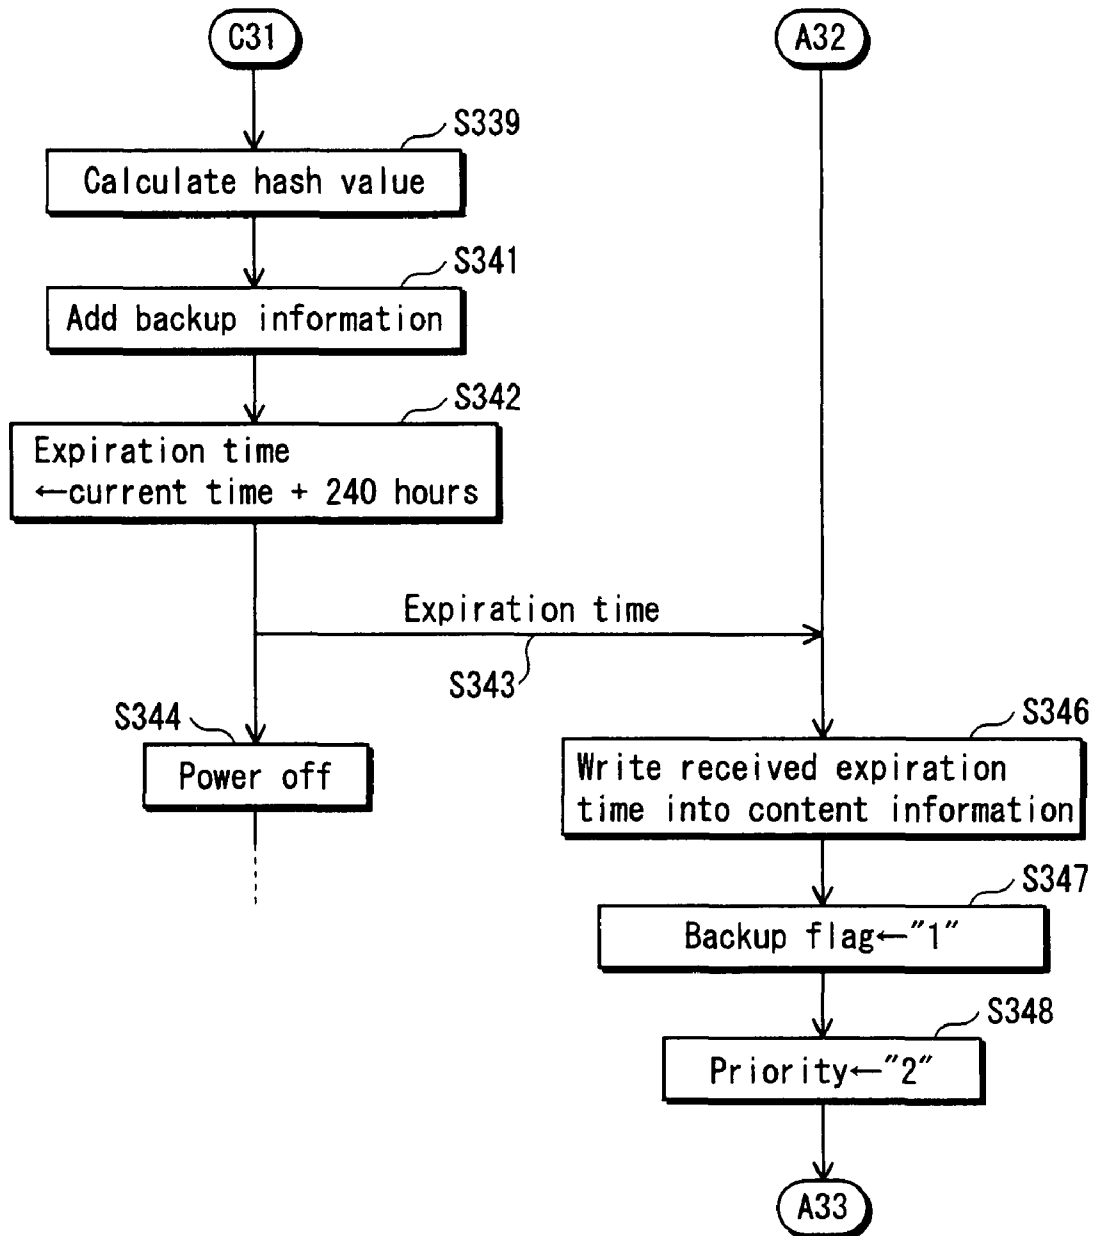 C31
A32
S339
Calculate hash value
S341
Add backup information
S342
Expiration time
←current time + 240 hours
Expiration time
S343
S344
Power off
S346
Write received expiration
time into content information
S347
Backup flag←"1"
S348
Priority←"2"
A33